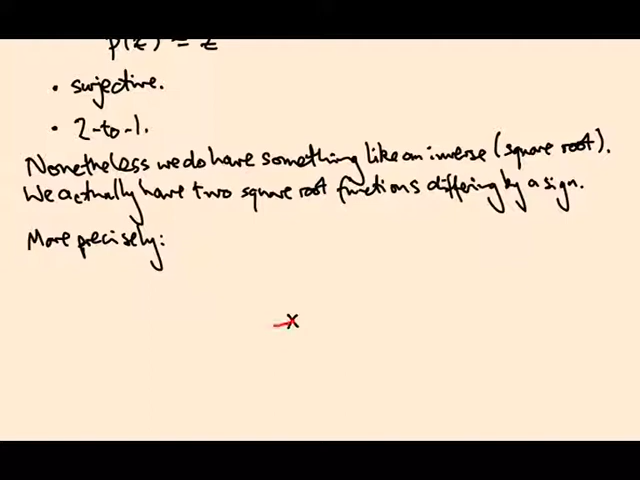 p(z) = z
• surjective.
• 2-to-1.
Nonetheless we do have something like an inverse (square root).
We actually have two square root functions differing by a sign.
More precisely:
x